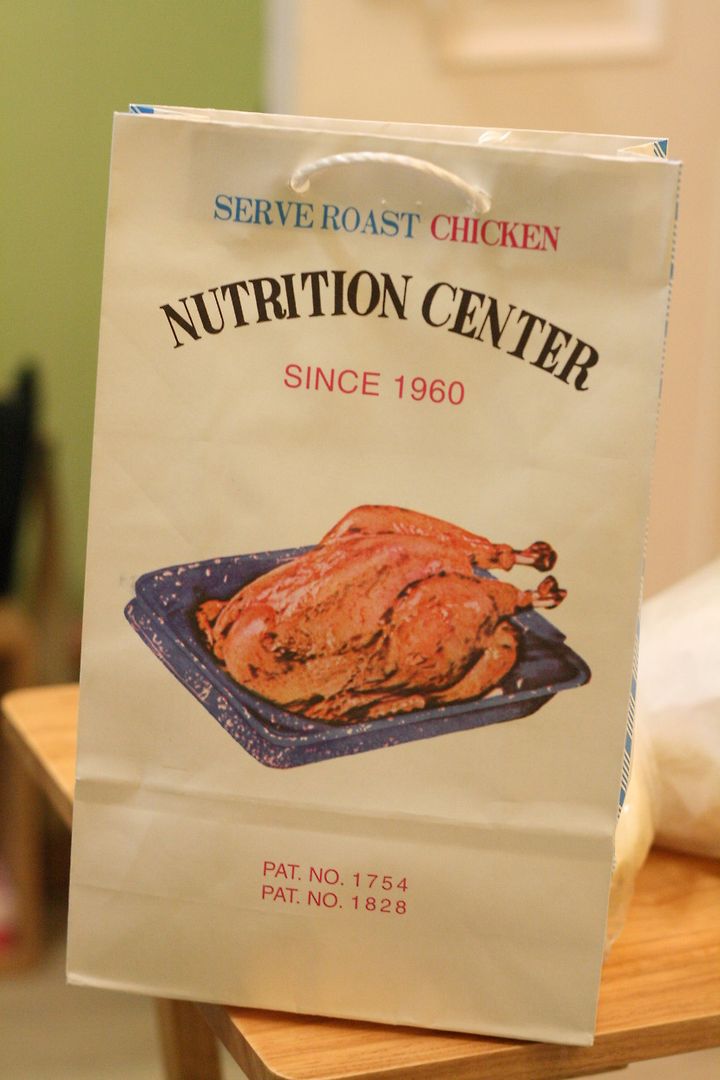 SERVE ROAST CHICKEN
NUTRITION CENTER
SINCE 1960
PAT. NO. 1754
PAT. NO. 1828